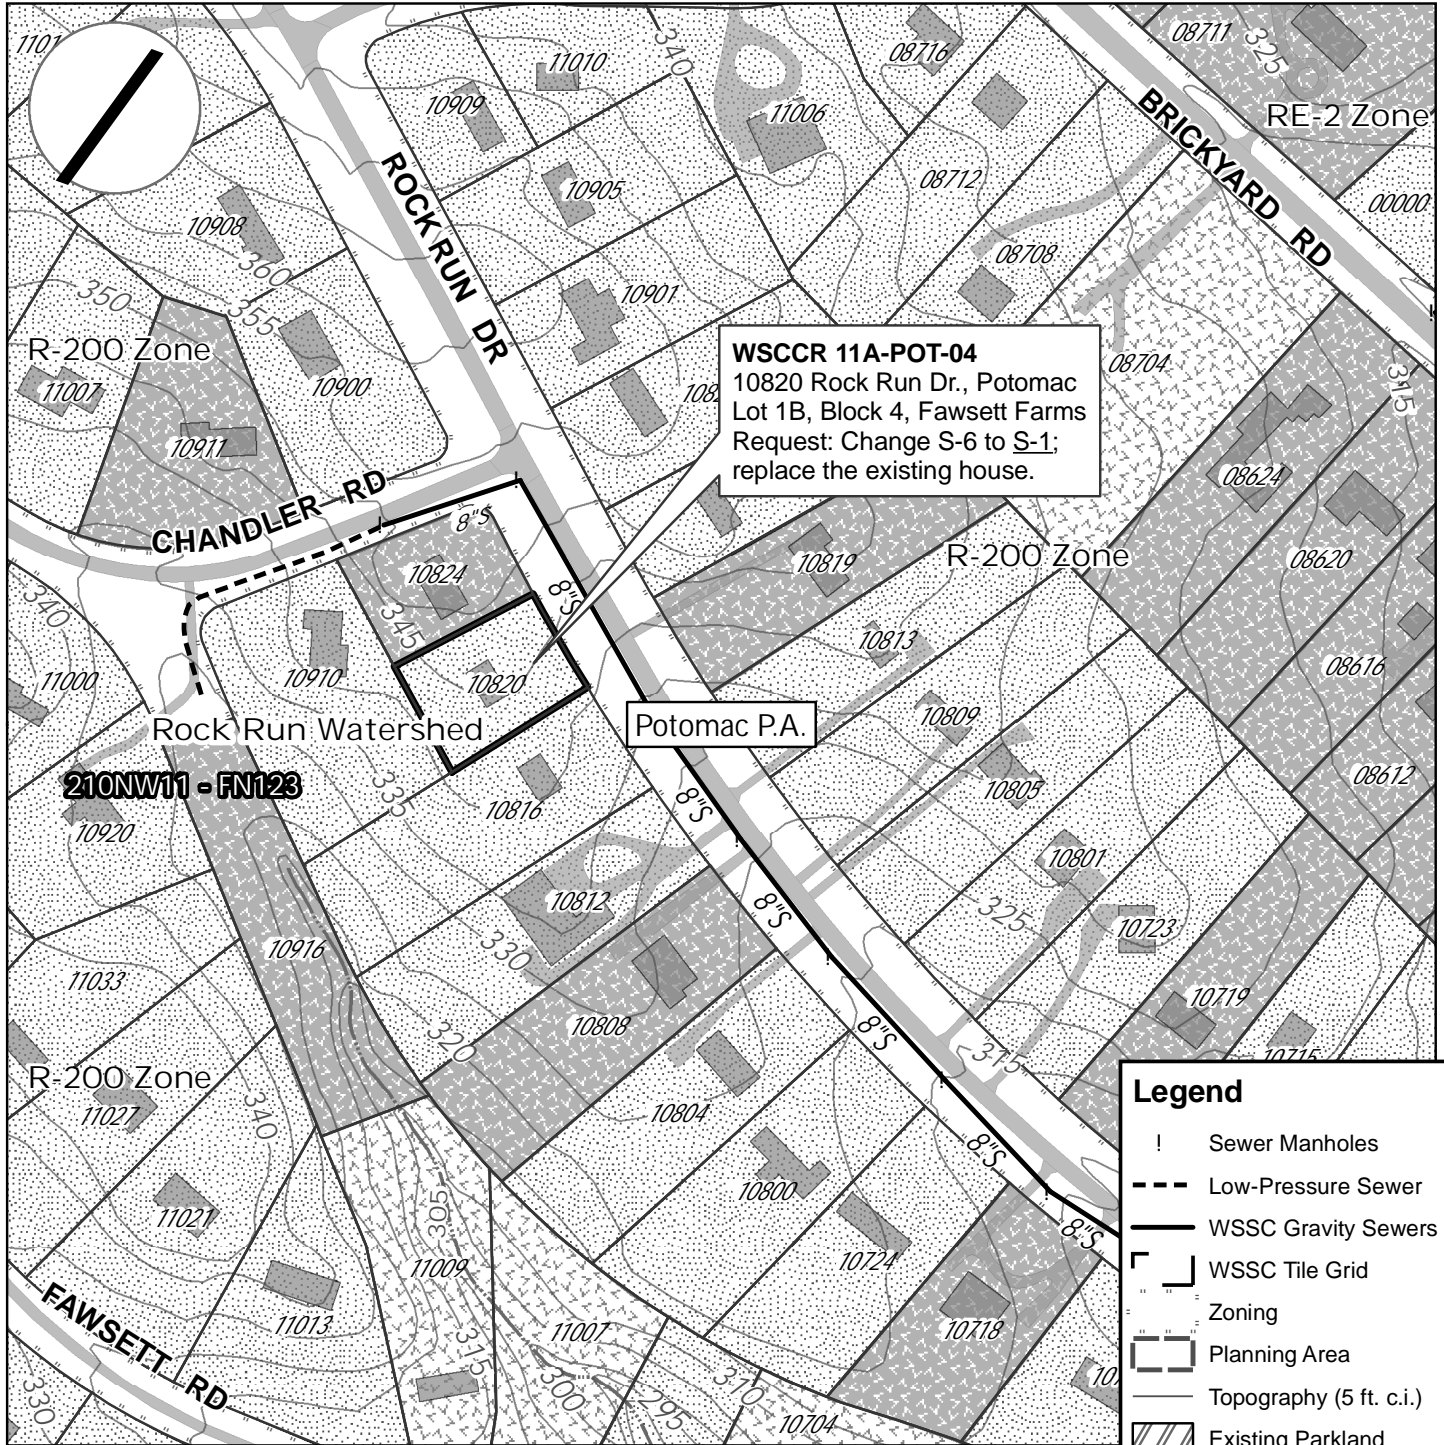 1101
11010
340
08716
08711
325
RE-2 Zone
10909
11006
BRICKYARD RD
ROCK RUN DR
10905
08712
00000
10908
360
08708
350
355
10901
R-200 Zone
11007
10900
08704
315
WSCCR 11A-POT-04
10820 Rock Run Dr., Potomac
Lot 1B, Block 4, Fawsett Farms
Request: Change S-6 to S-1;
replace the existing house.
1082
10911
CHANDLER RD
8"S
08624
10824
10819
R-200 Zone
08620
340
345
8"S
10813
11000
10910
10820
08616
10809
Rock Run Watershed
Potomac P.A.
210NW11 - FN123
335
10816
8"S
10805
08612
10920
10801
10812
8"S
325
10723
10916
330
11033
10719
10808
8"S
320
315
10715
R-200 Zone
11027
340
10804
8"S
10800
11021
305
8"S
10724
11009
FAWSETT RD
11013
315
11007
300
10718
295
310
10704
330
10
Legend
! Sewer Manholes
Low-Pressure Sewer
WSSC Gravity Sewers
WSSC Tile Grid
Zoning
Planning Area
Topography (5 ft. c.i.)
Existing Parkland